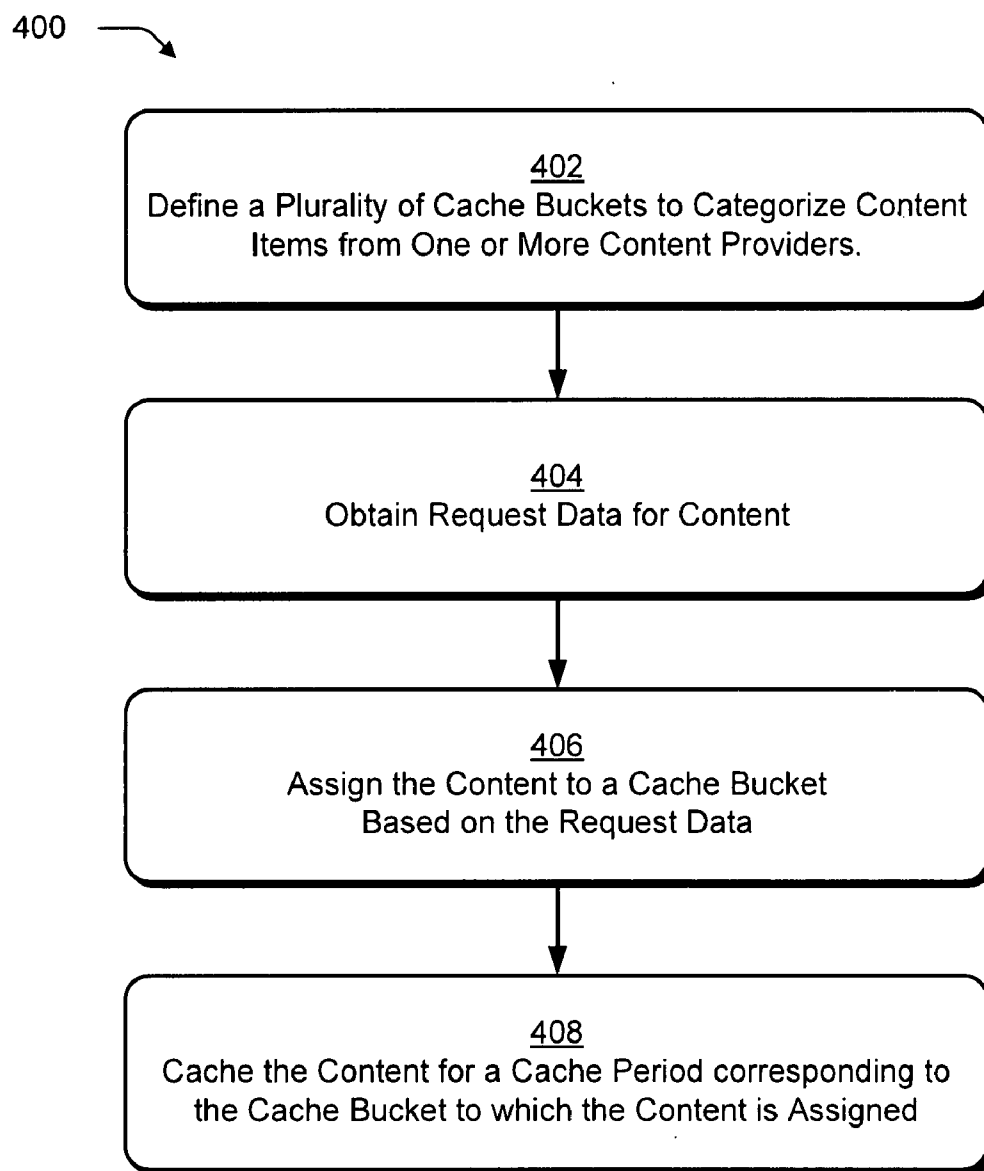 400
402
Define a Plurality of Cache Buckets to Categorize Content
Items from One or More Content Providers.
404
Obtain Request Data for Content
406
Assign the Content to a Cache Bucket
Based on the Request Data
408
Cache the Content for a Cache Period corresponding to
the Cache Bucket to which the Content is Assigned